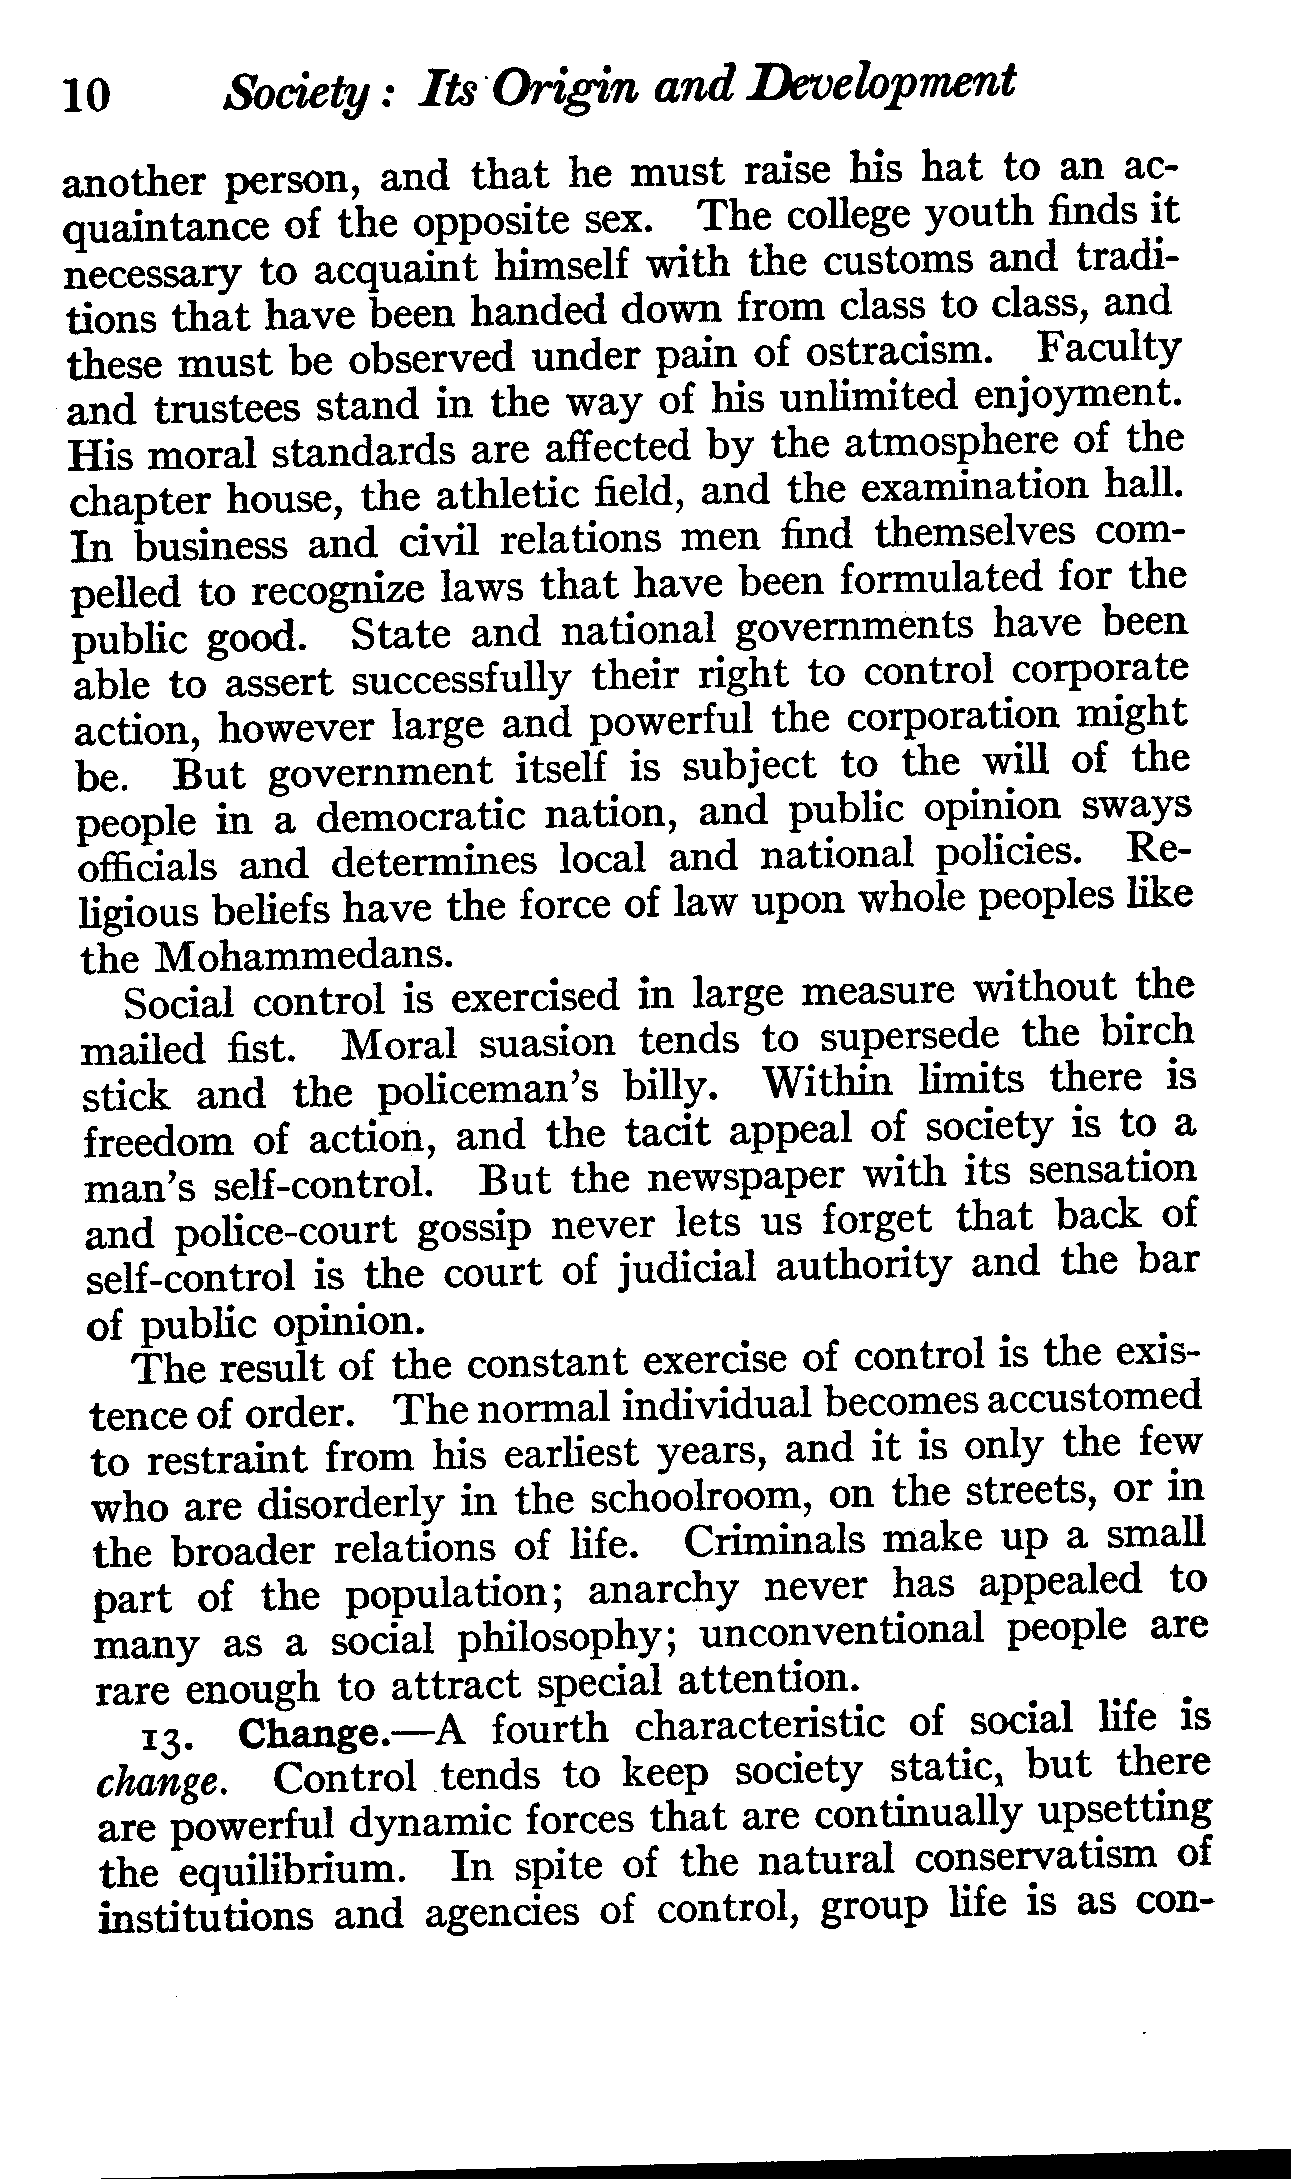 10 Society: Its Origin and Development
another person, and that he must raise his hat to an ac-
quaintance of the opposite sex. The college youth finds it
necessary to acquaint himself with the customs and tradi-
tions that have been handed down from class to class, and
these must be observed under pain of ostracism. Faculty
and trustees stand in the way of his unlimited enjoyment.
His moral standards are affected by the atmosphere of the
chapter house, the athletic field, and the examination hall.
In business and civil relations men find themselves com-
pelled to recognize laws that have been formulated for the
public good. State and national governments have been
able to assert successfully their right to control corporate
action, however large and powerful the corporation might
be. But government itself is subject to the will of the
people in a democratic nation, and public opinion sways
officials and determines local and national policies. Re-
ligious beliefs have the force of law upon whole peoples like
the Mohammedans.
Social control is exercised in large measure without the
mailed fist. Moral suasion tends to supersede the birch
stick and the policeman's billy. Within limits there is
freedom of action, and the tacit appeal of society is to a
man's self-control. But the newspaper with its sensation
and police-court gossip never lets us forget that back of
self-control is the court of judicial authority and the bar
of public opinion.
The result of the constant exercise of control is the exis-
tence of order. The normal individual becomes accustomed
to restraint from his earliest years, and it is only the few
who are disorderly in the schoolroom, on the streets, or in
the broader relations of life. Criminals make up a small
part of the population; anarchy never has appealed to
many as a social philosophy; unconventional people are
rare enough to attract special attention.
13. Change.—A fourth characteristic of social life is
change. Control tends to keep society static, but there
are powerful dynamic forces that are continually upsetting
the equilibrium. In spite of the natural conservatism of
institutions and agencies of control, group life is as con-